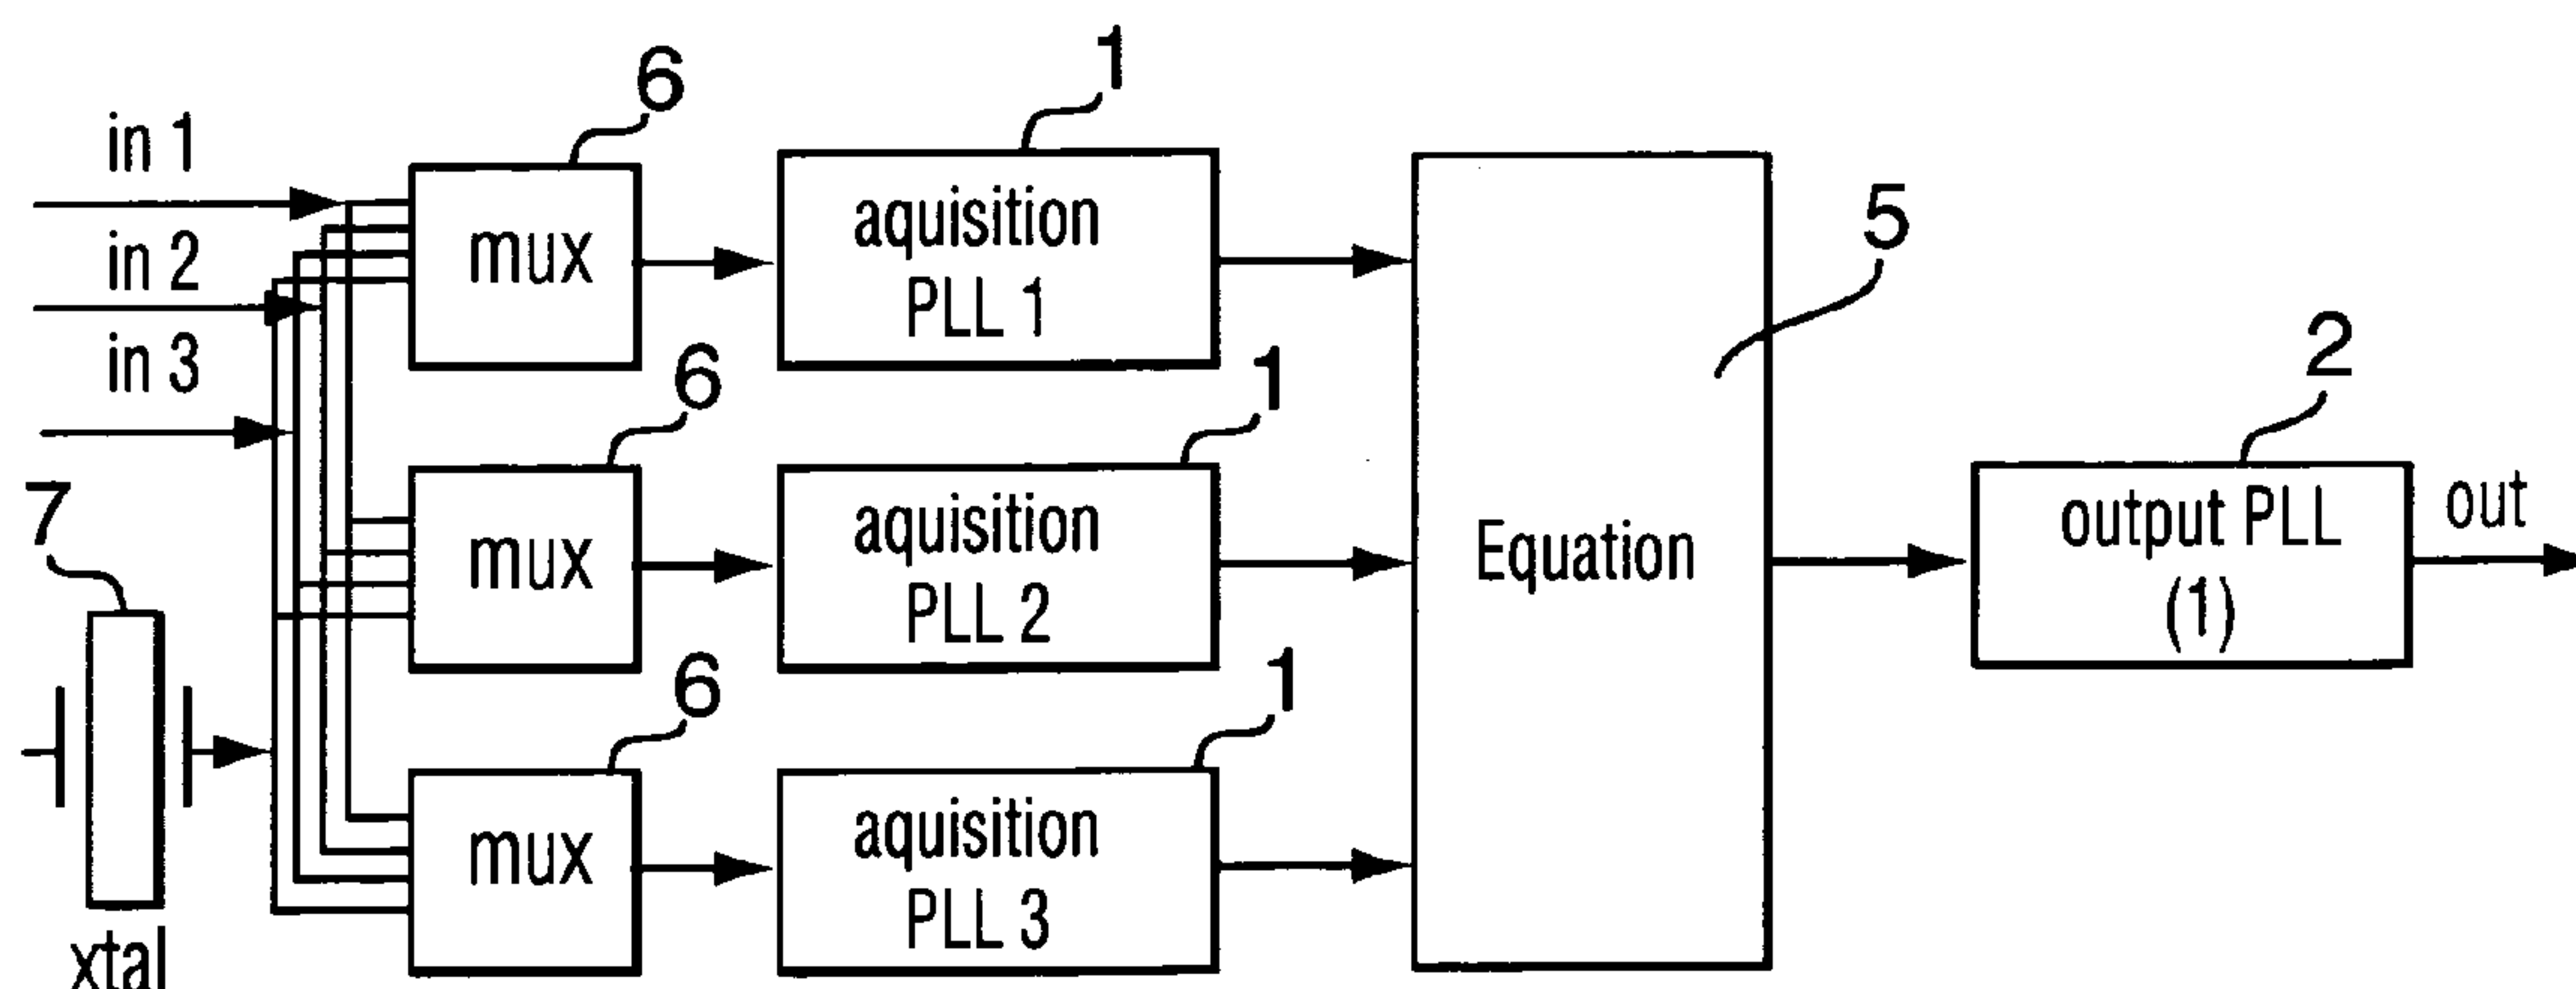 6
1
in 1
mux
aquisition
PLL 1
5
in 2
in 3
6
1
2
7
mux
aquisition
PLL 2
Equation
output PLL
(1)
out
6
1
mux
aquisition
PLL 3
xtal